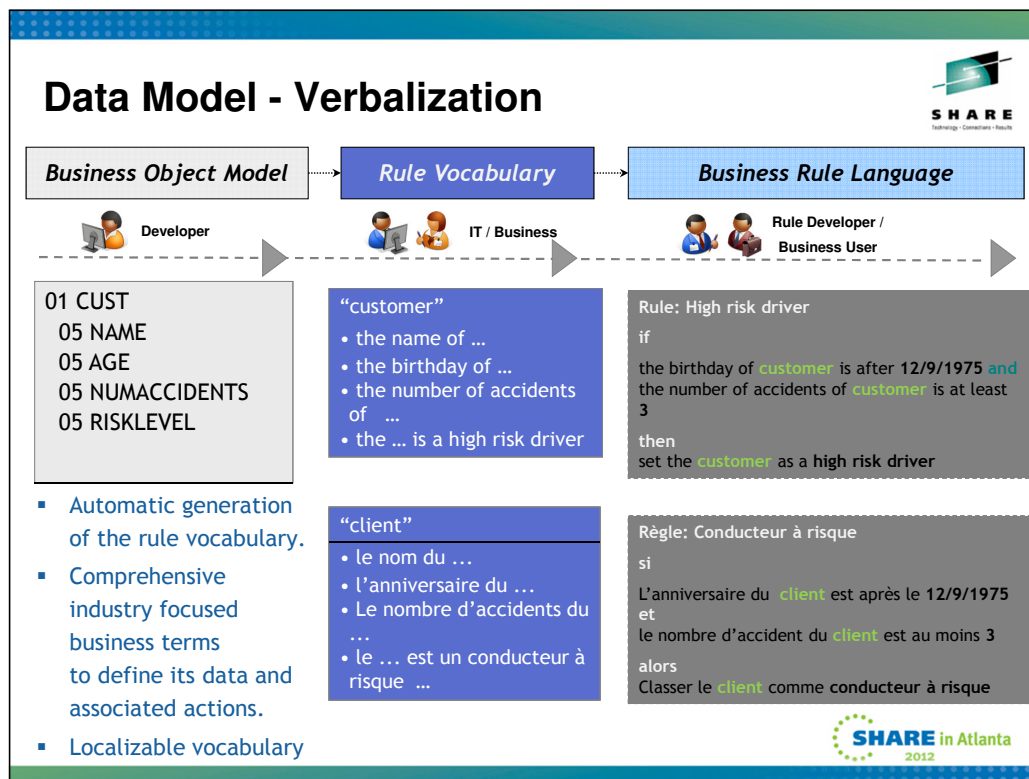 Data Model - Verbalization
SHARE
Technology • Connections • Results
Business Object Model
Rule Vocabulary
Business Rule Language
Developer
IT / Business
Rule Developer /
Business User
01 CUST
05 NAME
05 AGE
05 NUMACCIDENTS
05 RISKLEVEL
“customer”
• the name of …
• the birthday of …
• the number of accidents
of …
• the … is a high risk driver
Rule: High risk driver
if
the birthday of customer is after 12/9/1975 and
the number of accidents of customer is at least
3
then
set the customer as a high risk driver
▪ Automatic generation
of the rule vocabulary.
▪ Comprehensive
industry focused
business terms
to define its data and
associated actions.
▪ Localizable vocabulary
“client”
• le nom du ...
• l’anniversaire du ...
• Le nombre d’accidents du
...
• le ... est un conducteur à
risque …
Règle: Conducteur à risque
si
L’anniversaire du client est après le 12/9/1975
et
le nombre d’accident du client est au moins 3
alors
Classer le client comme conducteur à risque
SHARE in Atlanta
2012